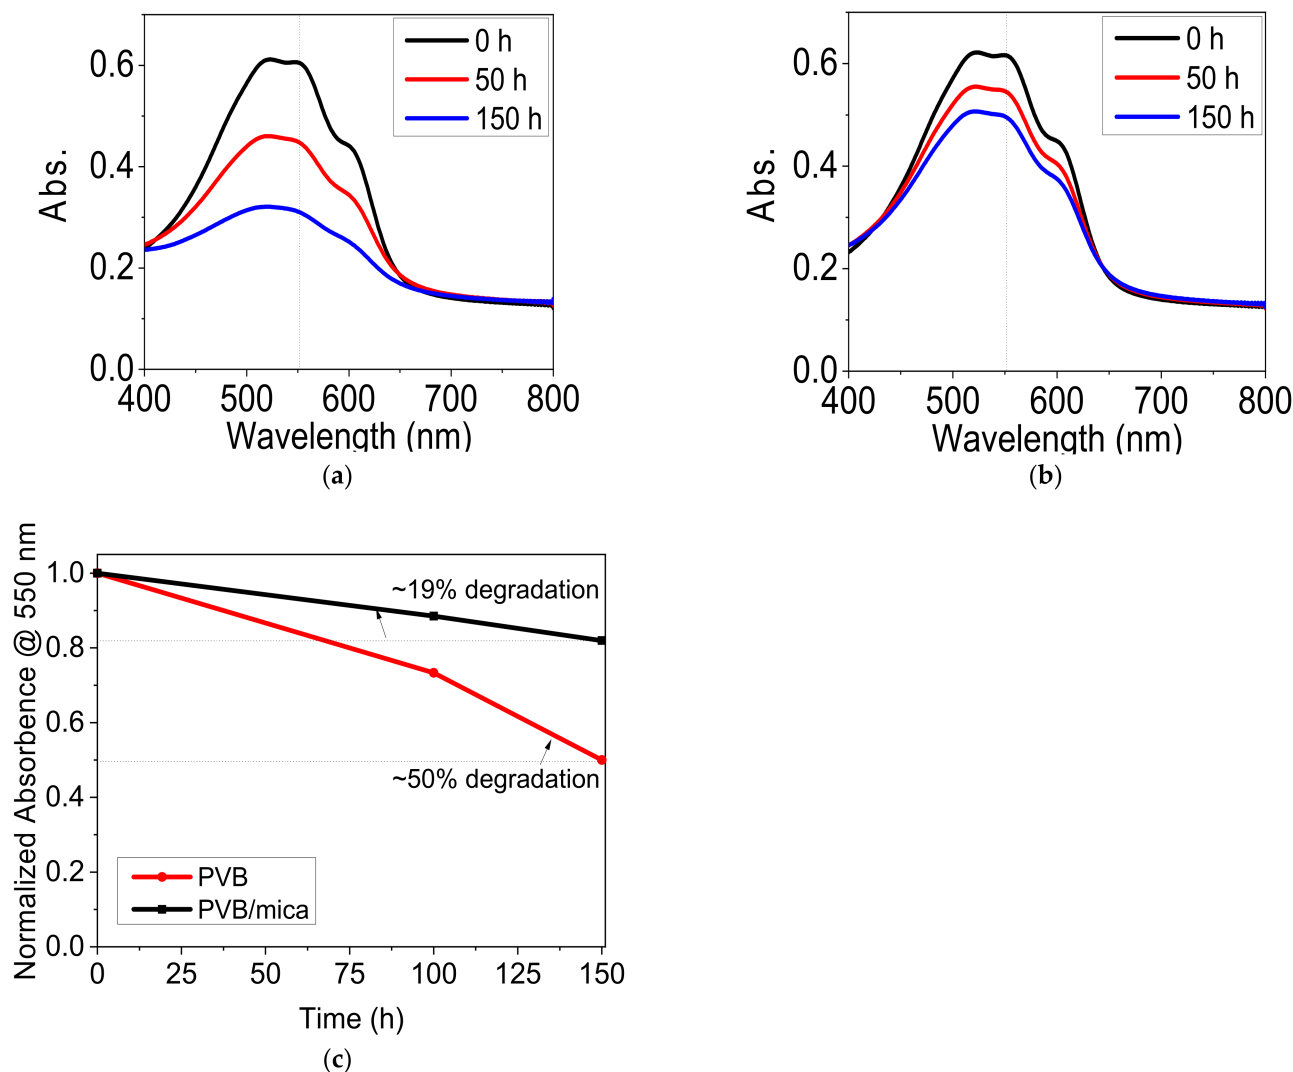 0.6
0.4
0.2
0.0
Abs.
0 h
50 h
150 h
400 500 600 700 800
Wavelength (nm)
(a)
0.6
0.4
0.2
0.0
Abs.
0 h
50 h
150 h
400 500 600 700 800
Wavelength (nm)
(b)
Normalized Absorbence @ 550 nm
1.0
0.8
0.6
0.4
0.2
0.0
~19% degradation
~50% degradation
PVB
PVB/mica
0 25 50 75 100 125 150
Time (h)
(c)